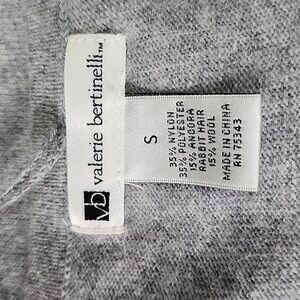 vb
valerie bertinelli™
S
35% NYLON
35% POLYESTER
15% ANGORA
RABBIT HAIR
15% WOOL
MADE IN CHINA
RN 75343